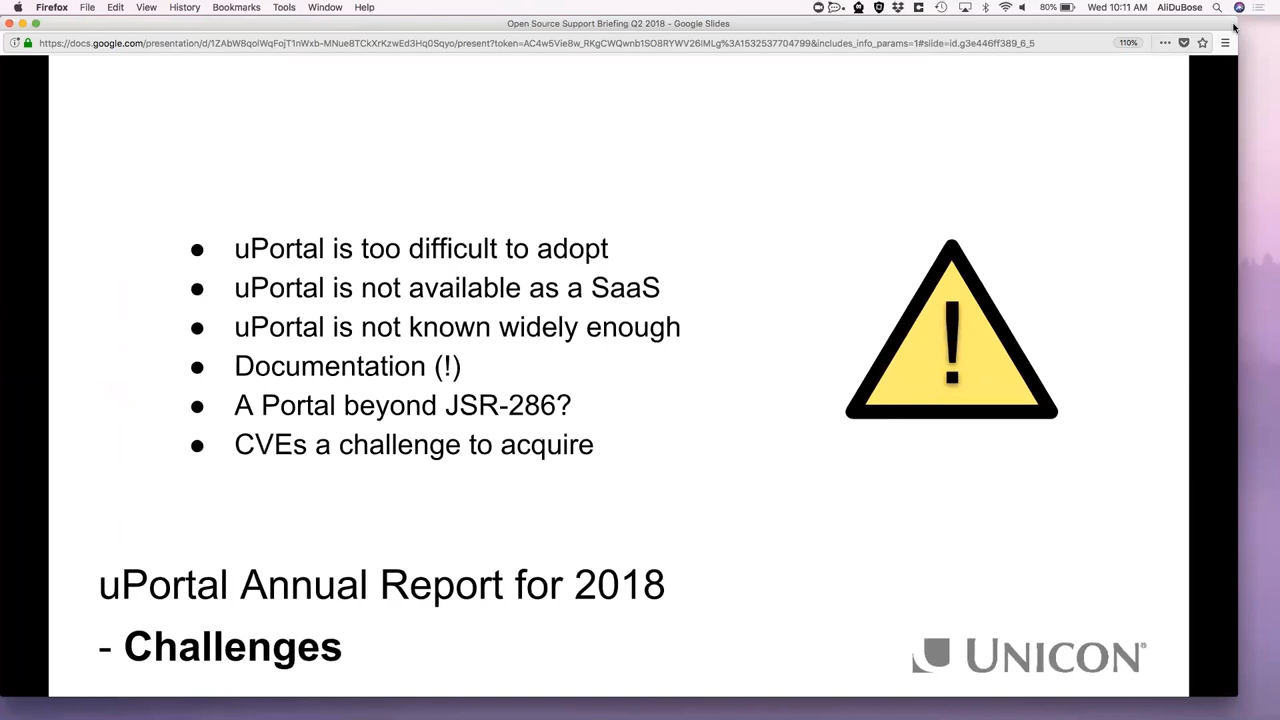 Firefox File Edit View History Bookmarks Tools Window Help 80% Wed 10:11 AM AliDuBose
Open Source Support Briefing Q2 2018 - Google Slides
110%
● uPortal is too difficult to adopt
● uPortal is not available as a SaaS
● uPortal is not known widely enough
● Documentation (!)
● A Portal beyond JSR-286?
● CVEs a challenge to acquire
!
uPortal Annual Report for 2018
- Challenges
UNICON®